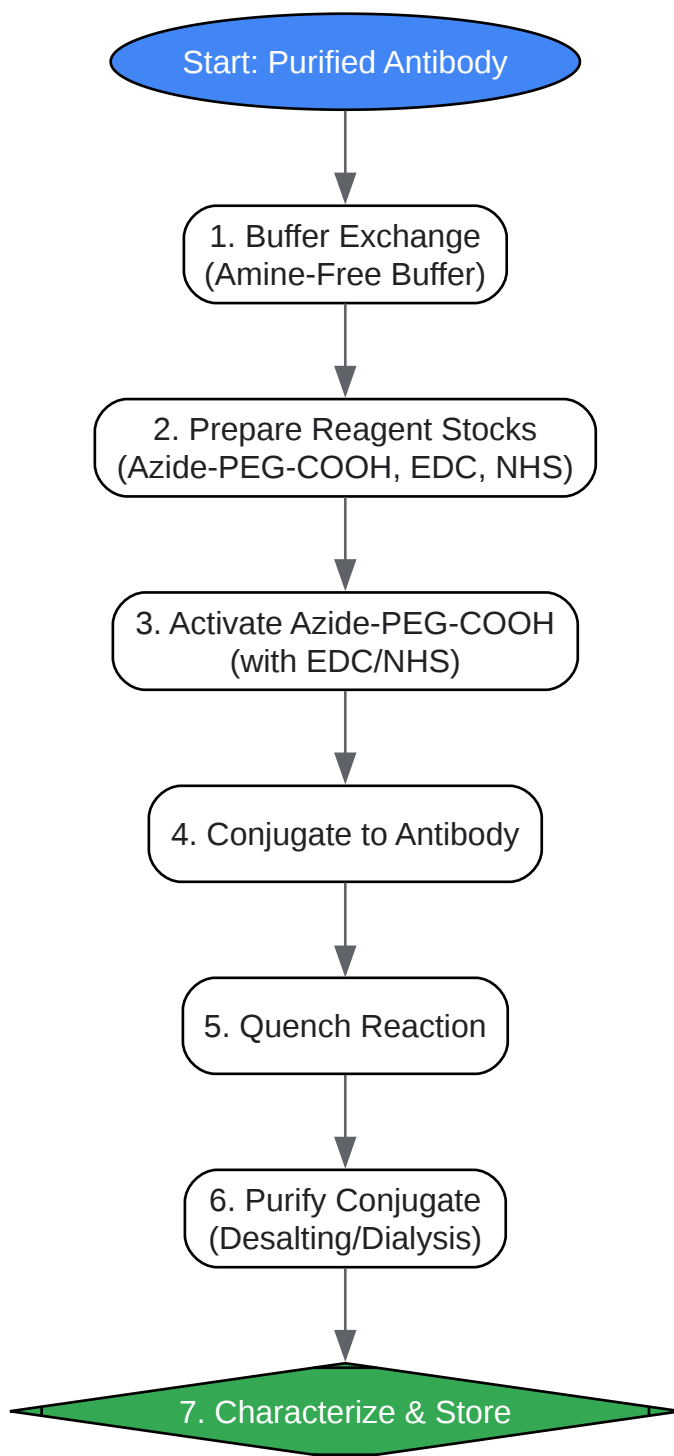 Start: Purified Antibody
1. Buffer Exchange
(Amine-Free Buffer)
2. Prepare Reagent Stocks
(Azide-PEG-COOH, EDC, NHS)
3. Activate Azide-PEG-COOH
(with EDC/NHS)
4. Conjugate to Antibody
5. Quench Reaction
6. Purify Conjugate
(Desalting/Dialysis)
7. Characterize & Store